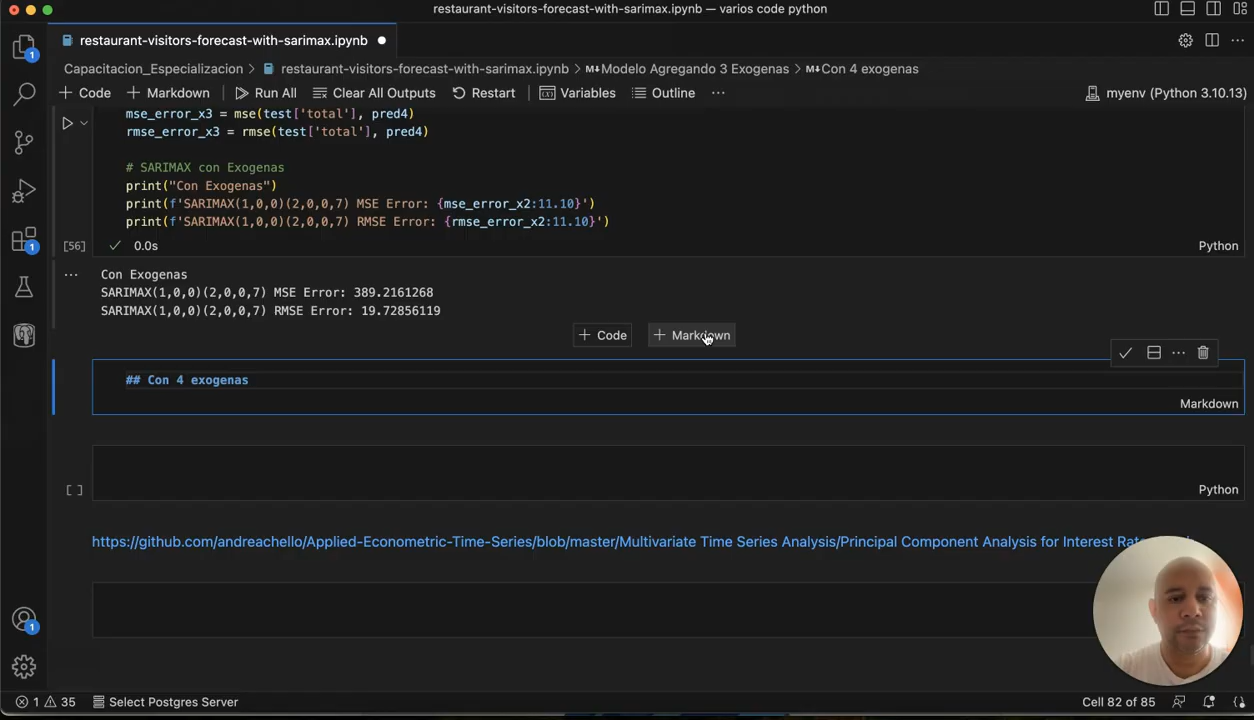 restaurant-visitors-forecast-with-sarimax.ipynb — varios code python
restaurant-visitors-forecast-with-sarimax.ipynb
Capacitacion_Especializacion > restaurant-visitors-forecast-with-sarimax.ipynb > M↓Modelo Agregando 3 Exogenas > M↓Con 4 exogenas
+ Code + Markdown Run All Clear All Outputs Restart Variables Outline ··· myenv (Python 3.10.13)
mse_error_x3 = mse(test['total'], pred4)
rmse_error_x3 = rmse(test['total'], pred4)
# SARIMAX con Exogenas
print("Con Exogenas")
print(f'SARIMAX(1,0,0)(2,0,0,7) MSE Error: {mse_error_x2:11.10}')
print(f'SARIMAX(1,0,0)(2,0,0,7) RMSE Error: {rmse_error_x2:11.10}')
[56] 0.0s Python
Con Exogenas
SARIMAX(1,0,0)(2,0,0,7) MSE Error: 389.2161268
SARIMAX(1,0,0)(2,0,0,7) RMSE Error: 19.72856119
+ Code + Markdown
## Con 4 exogenas
Markdown
[ ] Python
https://github.com/andreachello/Applied-Econometric-Time-Series/blob/master/Multivariate Time Series Analysis/Principal Component Analysis for Interest
1 35 Select Postgres Server Cell 82 of 85